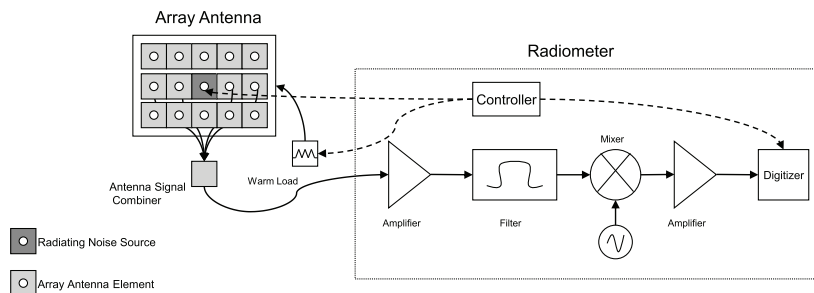 Array Antenna
Radiometer
Controller
Mixer
Digitizer
Warm Load
Antenna Signal
Combiner
Amplifier
Filter
Amplifier
Radiating Noise Source
Array Antenna Element